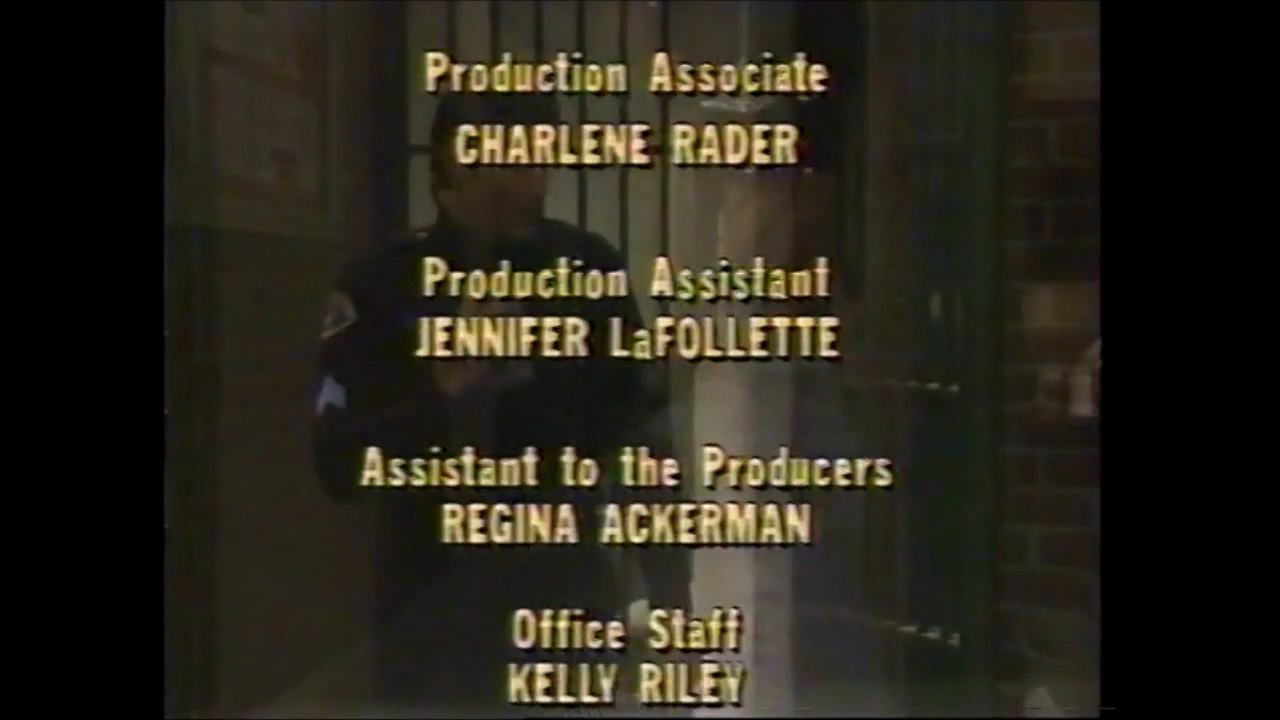 Production Associate
CHARLENE RADER
Production Assistant
JENNIFER LaFOLLETTE
Assistant to the Producers
REGINA ACKERMAN
Office Staff
KELLY RILEY